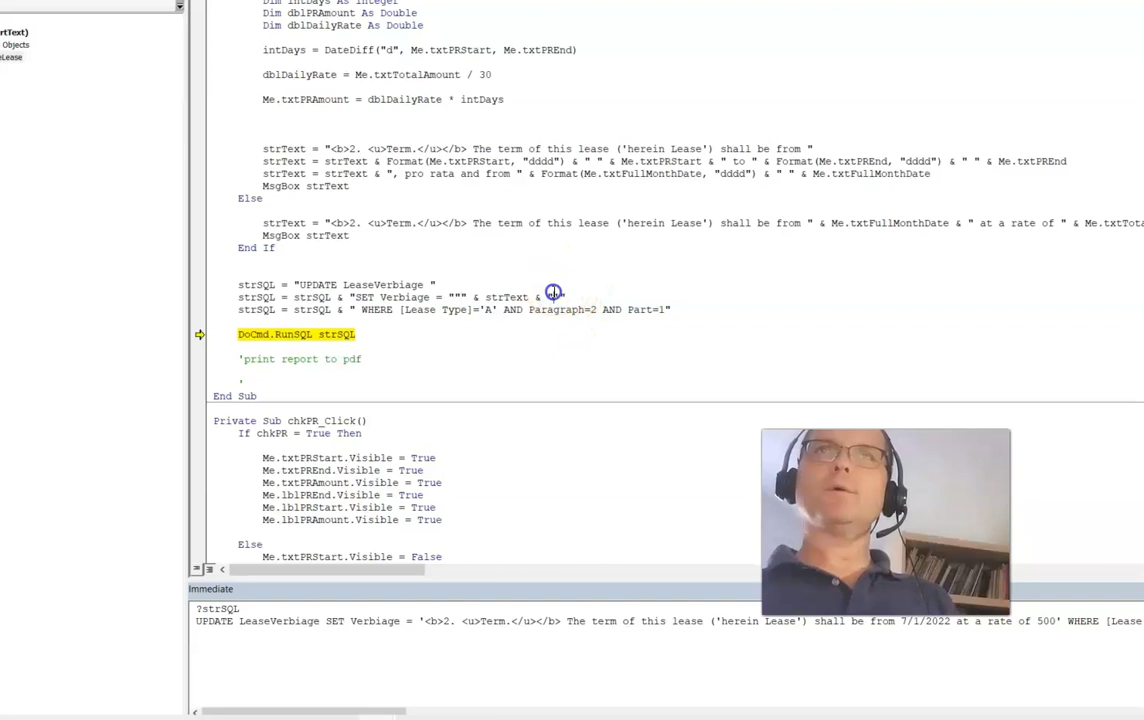 rtText)
Objects
eLease
Dim intDays As Integer
Dim dblPRAmount As Double
Dim dblDailyRate As Double
intDays = DateDiff("d", Me.txtPRStart, Me.txtPREnd)
dblDailyRate = Me.txtTotalAmount / 30
Me.txtPRAmount = dblDailyRate * intDays
strText = "<b>2. <u>Term.</u></b> The term of this lease ('herein Lease') shall be from "
strText = strText & Format(Me.txtPRStart, "dddd") & " " & Me.txtPRStart & " to " & Format(Me.txtPREnd, "dddd") & " " & Me.txtPREnd
strText = strText & ", pro rata and from " & Format(Me.txtFullMonthDate, "dddd") & " " & Me.txtFullMonthDate
MsgBox strText
Else
strText = "<b>2. <u>Term.</u></b> The term of this lease ('herein Lease') shall be from " & Me.txtFullMonthDate & " at a rate of " & Me.txtTota
MsgBox strText
End If
strSQL = "UPDATE LeaseVerbiage "
strSQL = strSQL & "SET Verbiage = """ & strText &
strSQL = strSQL & " WHERE [Lease Type]='A' AND Paragraph=2 AND Part=1"
DoCmd.RunSQL strSQL
'print report to pdf
'
End Sub
Private Sub chkPR_Click()
If chkPR = True Then
Me.txtPRStart.Visible = True
Me.txtPREnd.Visible = True
Me.txtPRAmount.Visible = True
Me.lblPREnd.Visible = True
Me.lblPRStart.Visible = True
Me.lblPRAmount.Visible = True
Else
Me.txtPRStart.Visible = False
Immediate
?strSQL
UPDATE LeaseVerbiage SET Verbiage = '<b>2. <u>Term.</u></b> The term of this lease ('herein Lease') shall be from 7/1/2022 at a rate of 500' WHERE [Lease